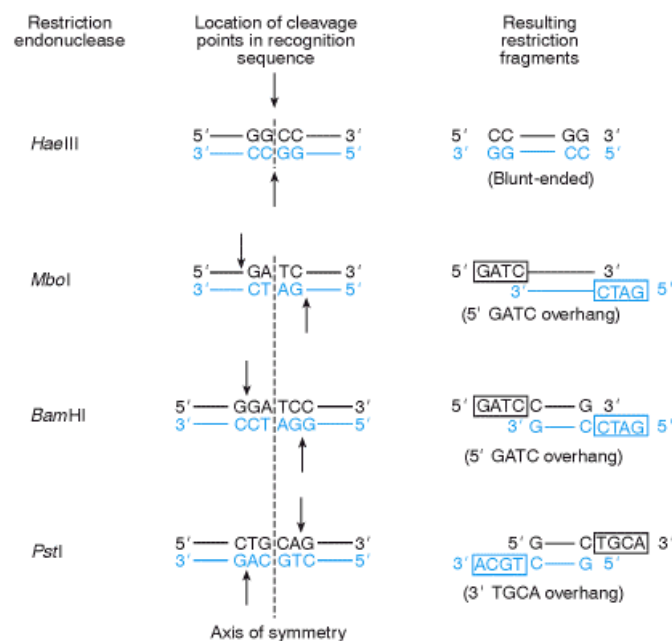 Restriction endonuclease
Location of cleavage points in recognition sequence
Resulting restriction fragments
HaeIII
5′ GG CC 3′
3′ CC GG 5′
5′ CC GG 3′
3′ GG CC 5′
(Blunt-ended)
MboI
5′ GA TC 3′
3′ CT AG 5′
5′ GATC 3′
3′ CTAG 5′
(5′ GATC overhang)
BamHI
5′ GGA TCC 3′
3′ CCT AGG 5′
5′ GATC C G 3′
3′ G C CTAG 5′
(5′ GATC overhang)
PstI
5′ CTG CAG 3′
3′ GAC GTC 5′
5′ G C TGCA 3′
3′ ACGT C G 5′
(3′ TGCA overhang)
Axis of symmetry